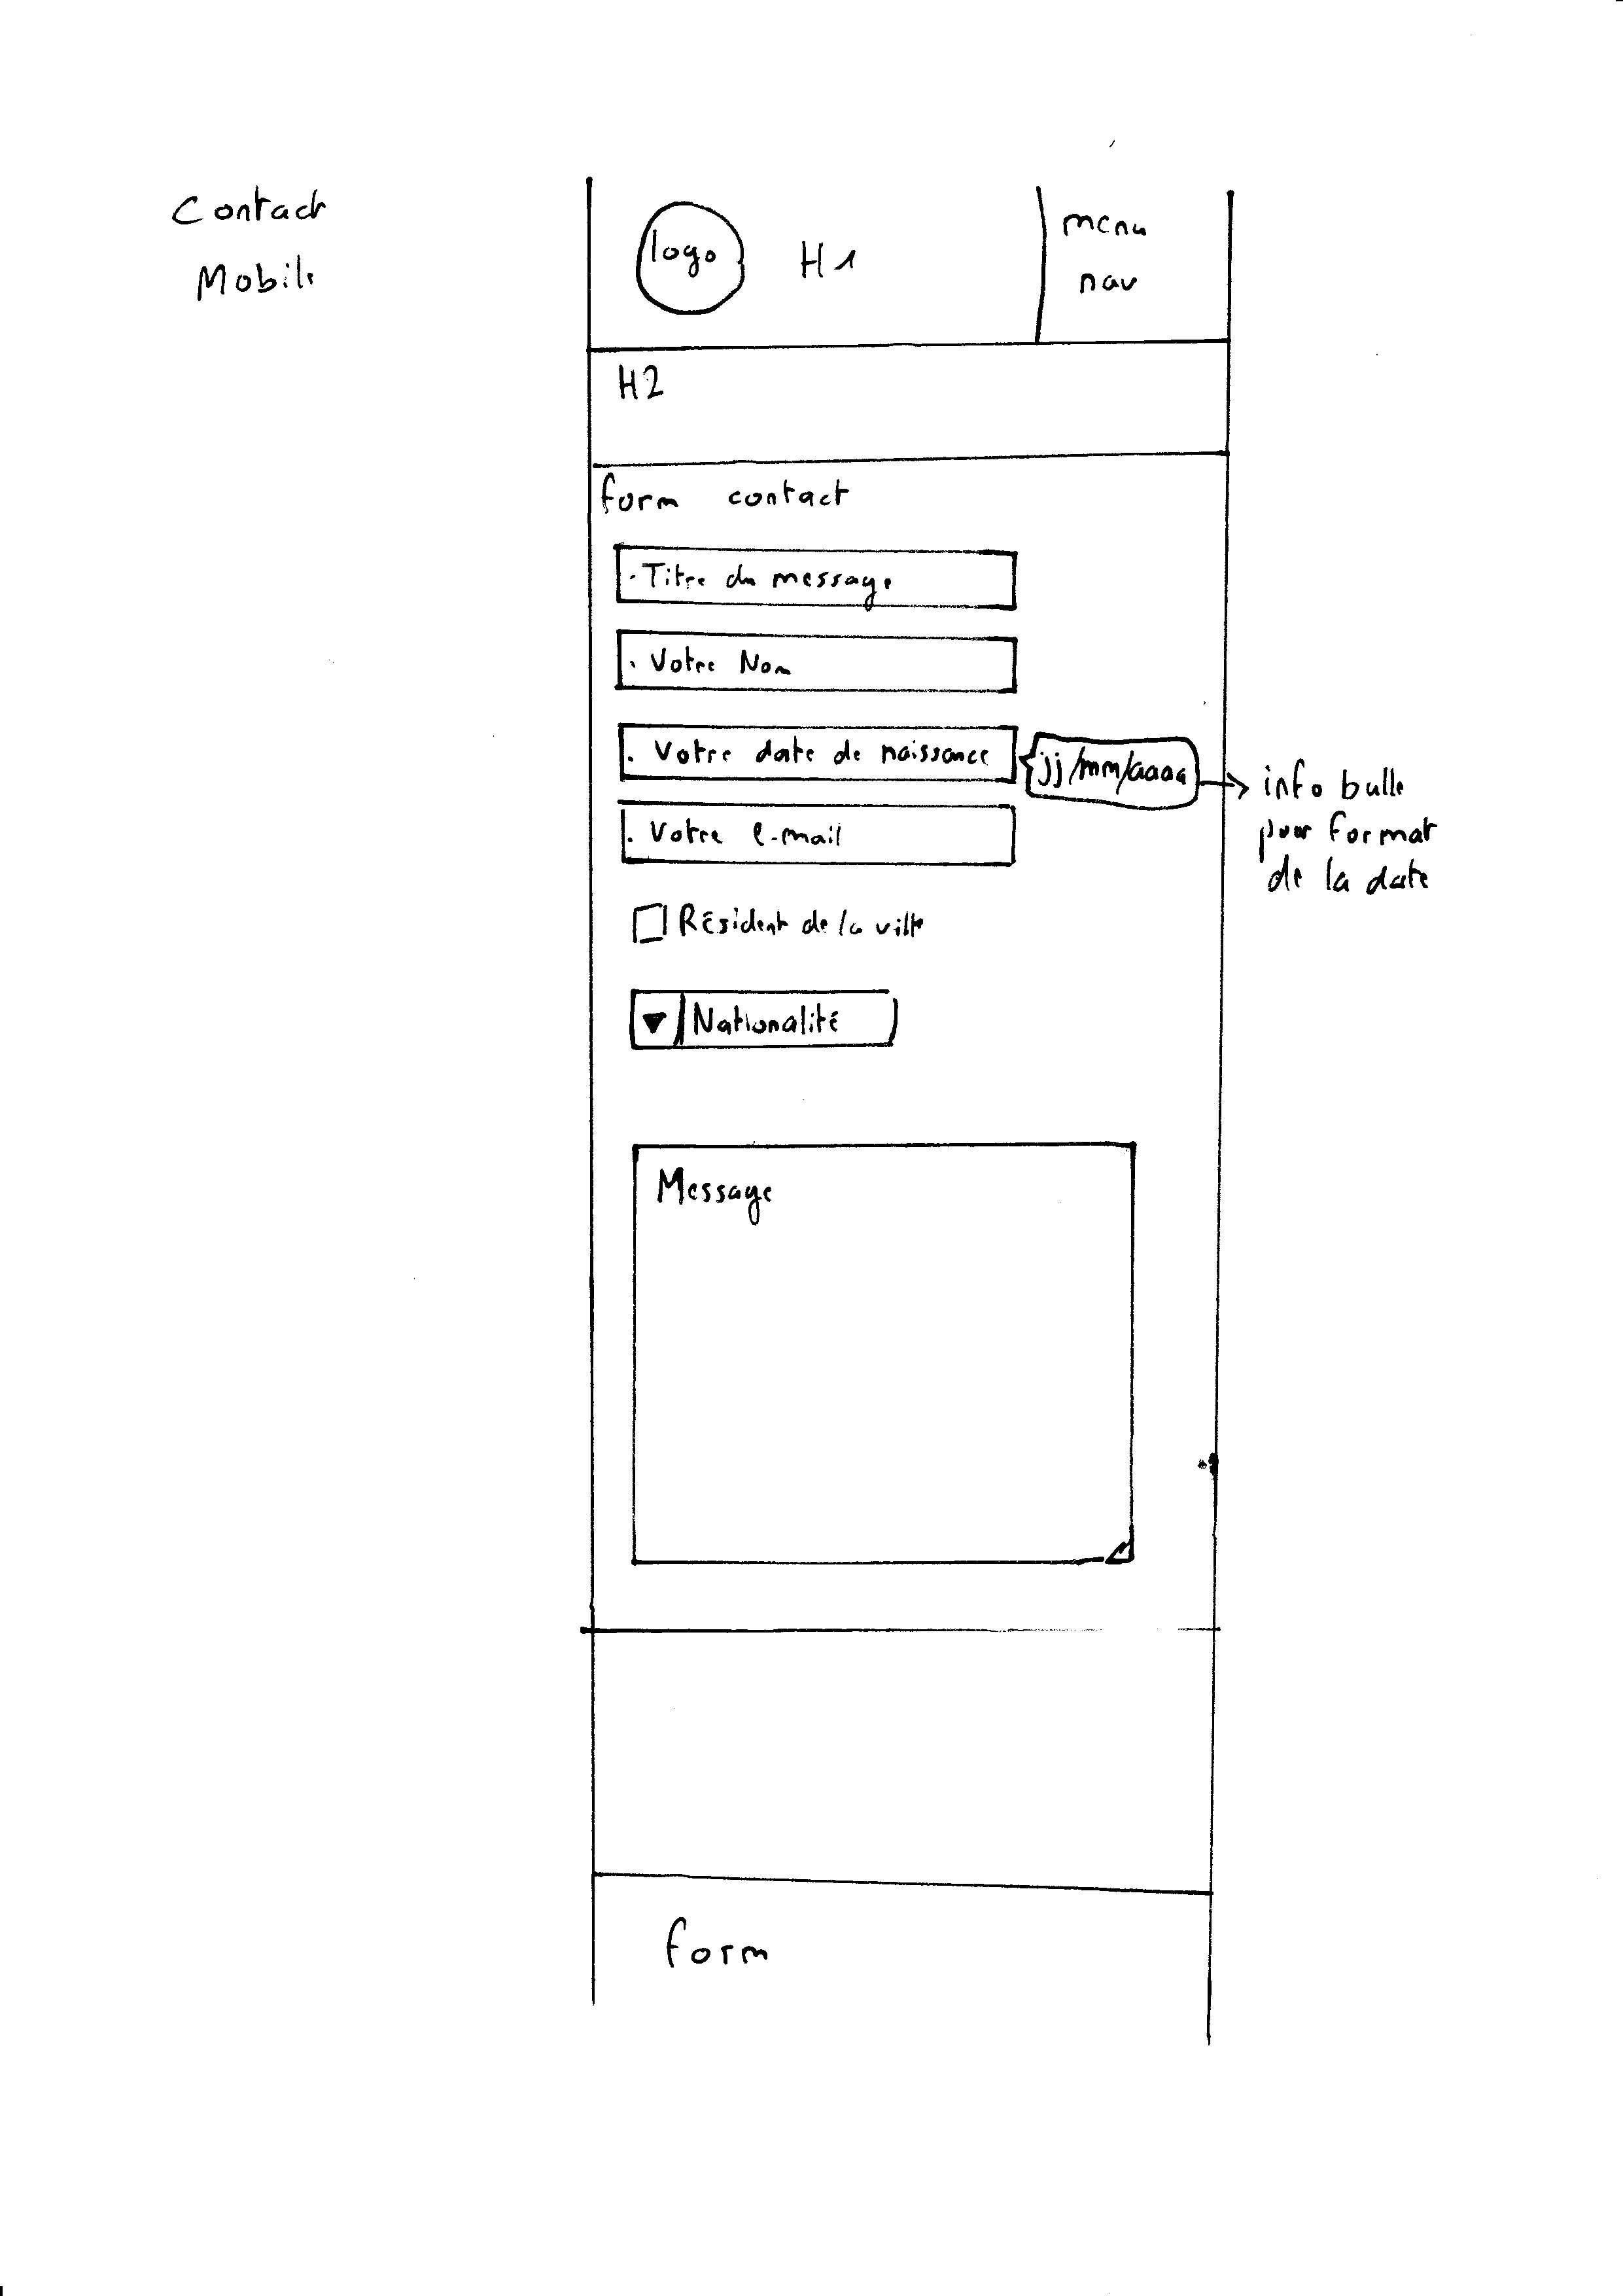 Contact
Mobile
logo
H1
menu
nav
H2
form contact
. Titre du message
. Votre Nom
. Votre date de naissance
jj/mm/aaaa
info bulle
pour format
de la date
. Votre e-mail
Résident de la ville
Nationalité
Message
form